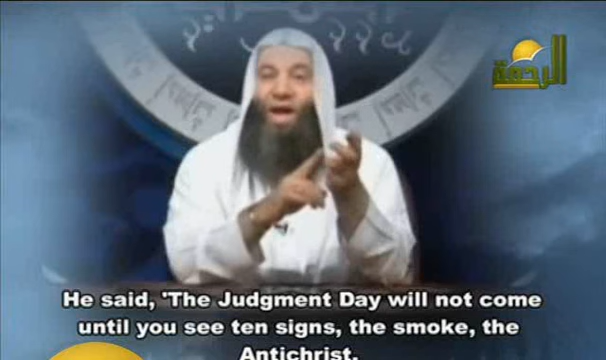 الرحمة
He said, 'The Judgment Day will not come
until you see ten signs, the smoke, the
Antichrist,